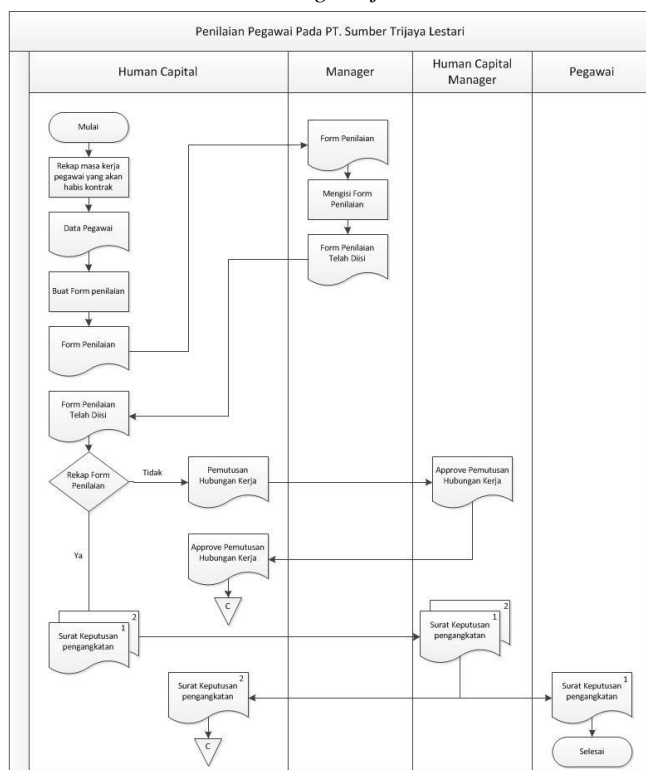 Penilaian Pegawai Pada PT. Sumber Trijaya Lestari
Human Capital
Manager
Human Capital
Manager
Pegawai
Mulai
Rekap masa kerja
pegawai yang akan
habis kontrak
Data Pegawai
Buat Form penilaian
Form Penilaian
Form Penilaian
Mengisi Form
Penilaian
Form Penilaian
Telah Diisi
Form Penilaian
Telah Diisi
Rekap Form
Penilaian
Tidak
Pemutusan
Hubungan Kerja
Approve Pemutusan
Hubungan Kerja
Ya
Approve Pemutusan
Hubungan Kerja
C
2
1
Surat Keputusan
pengangkatan
2
1
Surat Keputusan
pengangkatan
2
Surat Keputusan
pengangkatan
C
1
Surat Keputusan
pengangkatan
Selesai